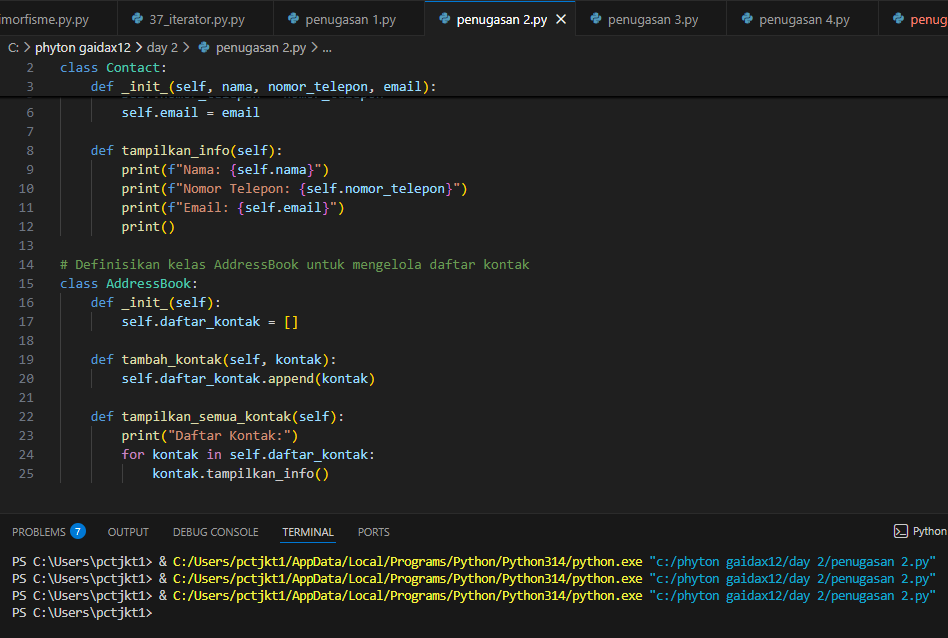 imorfisme.py.py 37_iterator.py.py penugasan 1.py penugasan 2.py penugasan 3.py penugasan 4.py penug
C: > phyton gaidax12 > day 2 > penugasan 2.py > ...
2 class Contact:
3 def _init_(self, nama, nomor_telepon, email):
6 self.email = email
7
8 def tampilkan_info(self):
9 print(f"Nama: {self.nama}")
10 print(f"Nomor Telepon: {self.nomor_telepon}")
11 print(f"Email: {self.email}")
12 print()
13
14 # Definisikan kelas AddressBook untuk mengelola daftar kontak
15 class AddressBook:
16 def _init_(self):
17 self.daftar_kontak = []
18
19 def tambah_kontak(self, kontak):
20 self.daftar_kontak.append(kontak)
21
22 def tampilkan_semua_kontak(self):
23 print("Daftar Kontak:")
24 for kontak in self.daftar_kontak:
25 kontak.tampilkan_info()
PROBLEMS 7 OUTPUT DEBUG CONSOLE TERMINAL PORTS Python
PS C:\Users\pctjkt1> & C:/Users/pctjkt1/AppData/Local/Programs/Python/Python314/python.exe "c:/phyton gaidax12/day 2/penugasan 2.py"
PS C:\Users\pctjkt1> & C:/Users/pctjkt1/AppData/Local/Programs/Python/Python314/python.exe "c:/phyton gaidax12/day 2/penugasan 2.py"
PS C:\Users\pctjkt1> & C:/Users/pctjkt1/AppData/Local/Programs/Python/Python314/python.exe "c:/phyton gaidax12/day 2/penugasan 2.py"
PS C:\Users\pctjkt1>